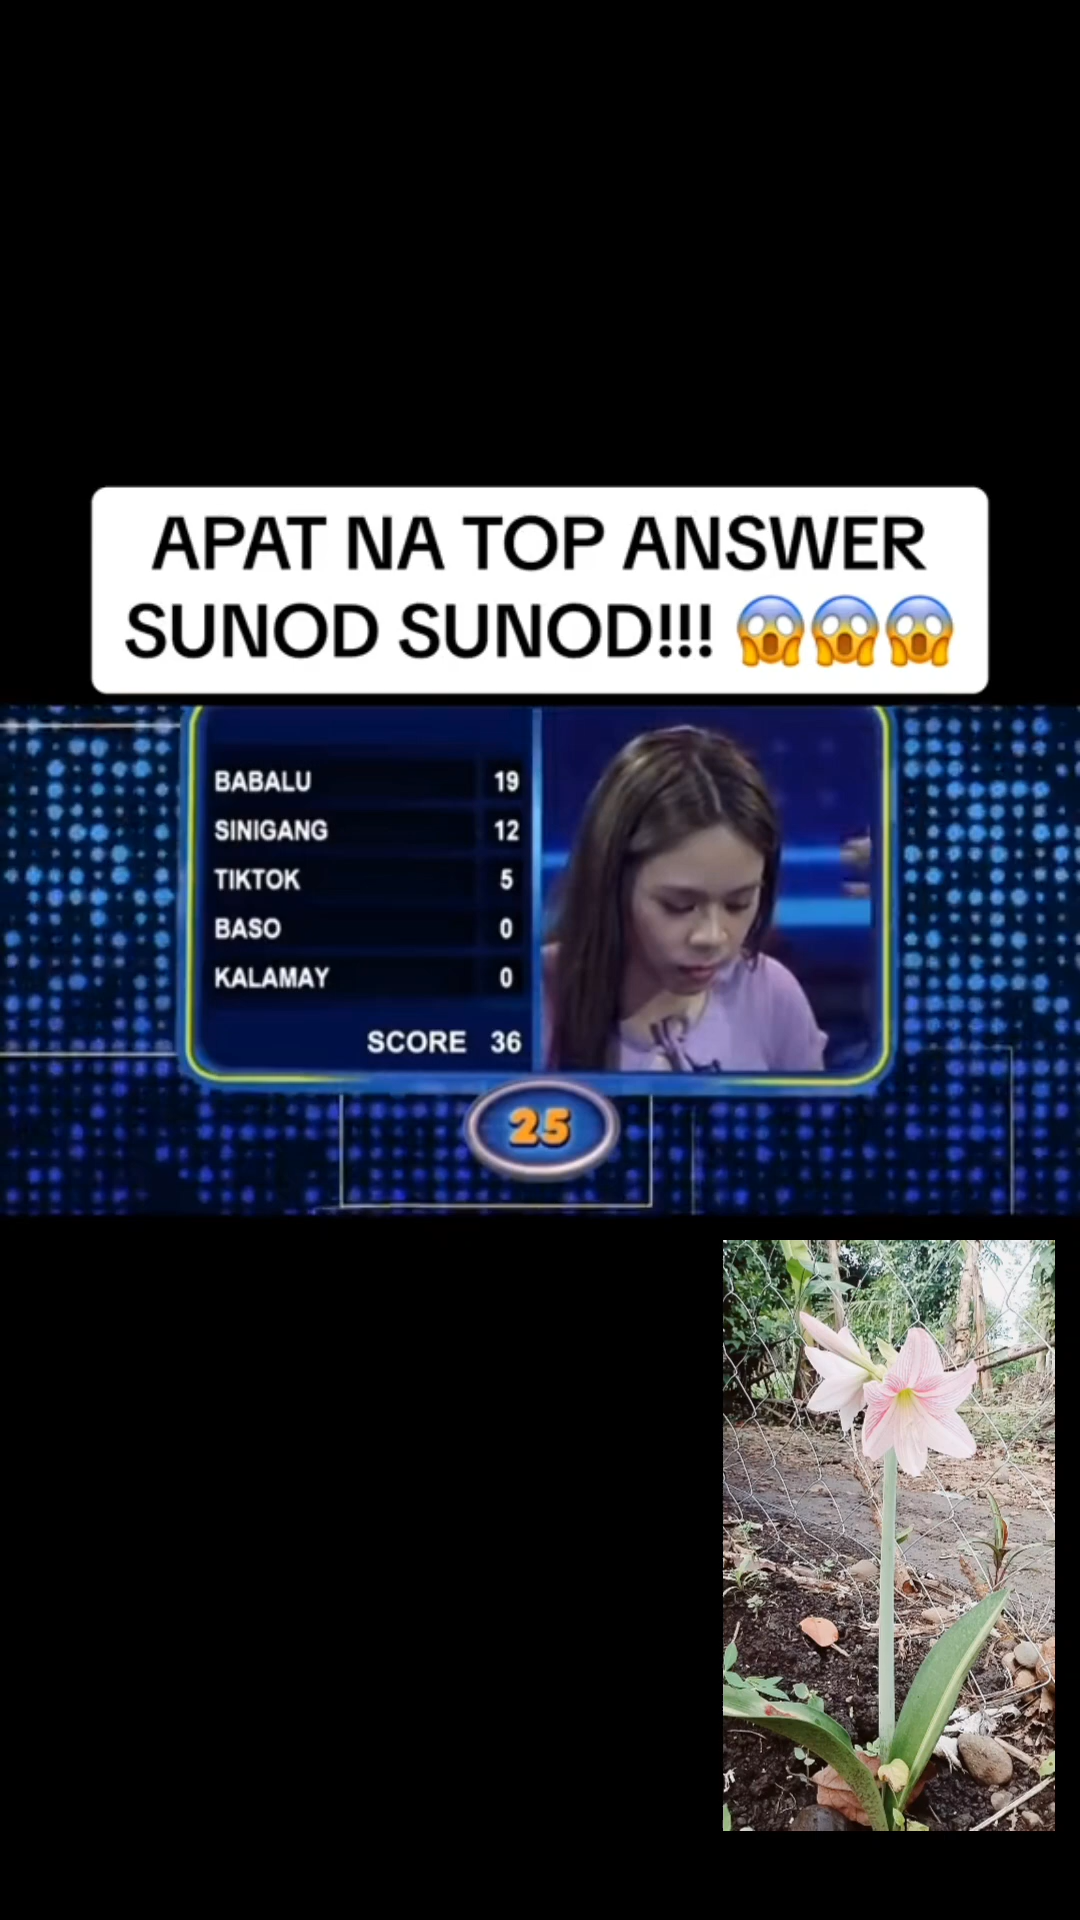 APAT NA TOP ANSWER
SUNOD SUNOD!!! 😱😱😱
BABALU 19
SINIGANG 12
TIKTOK 5
BASO 0
KALAMAY 0
SCORE 36
25